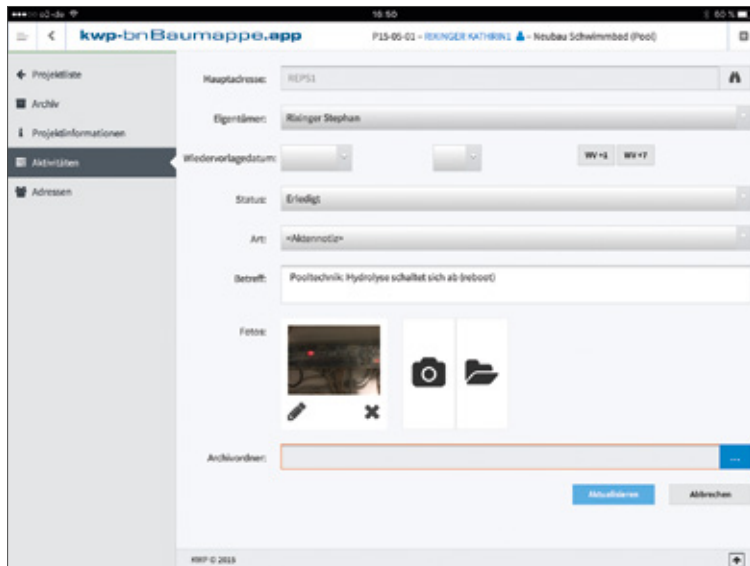 o2-de
16:50
60 %
kwp-bnBaumappe.app
P15-05-01 - RIXINGER KATHRIN1 - Neubau Schwimmbad (Pool)
Projektliste
Archiv
Projektinformationen
Aktivitäten
Adressen
Hauptadresse:
REPS1
Eigentümer:
Rixinger Stephan
Wiedervorlagedatum:
WV +1
WV +7
Status:
Erledigt
Art:
<Aktennotiz>
Betreff:
Pooltechnik: Hydrolyse schaltet sich ab (reboot)
Fotos:
Archivordner:
...
Aktualisieren
Abbrechen